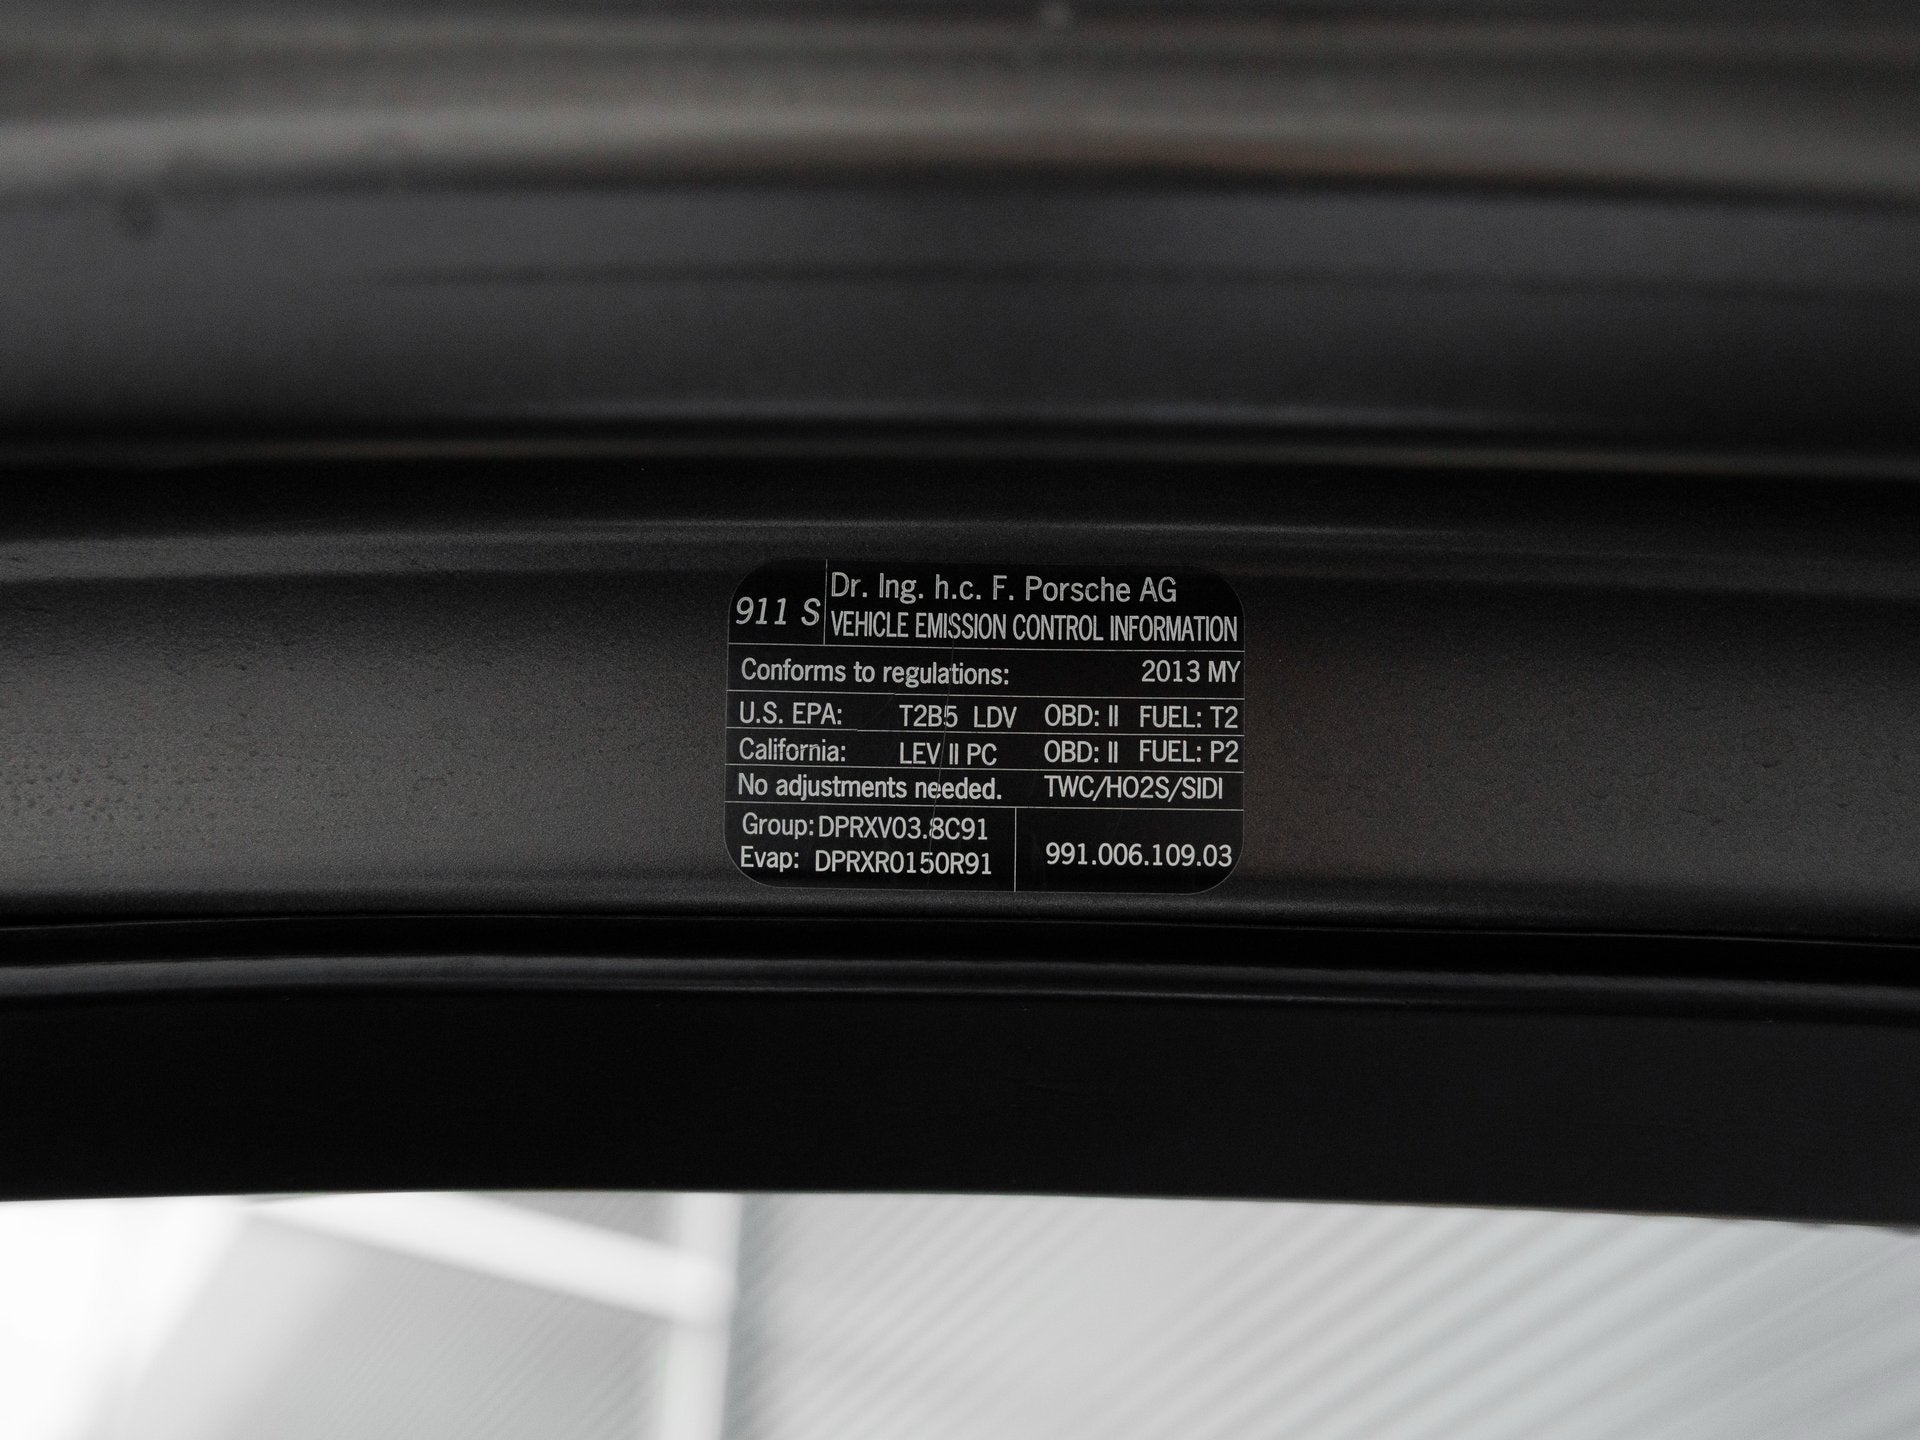 911 S
Dr. Ing. h.c. F. Porsche AG
VEHICLE EMISSION CONTROL INFORMATION
Conforms to regulations: 2013 MY
U.S. EPA: T2B5 LDV OBD: II FUEL: T2
California: LEV II PC OBD: II FUEL: P2
No adjustments needed. TWC/HO2S/SIDI
Group: DPRXV03.8C91
Evap: DPRXR0150R91
991.006.109.03